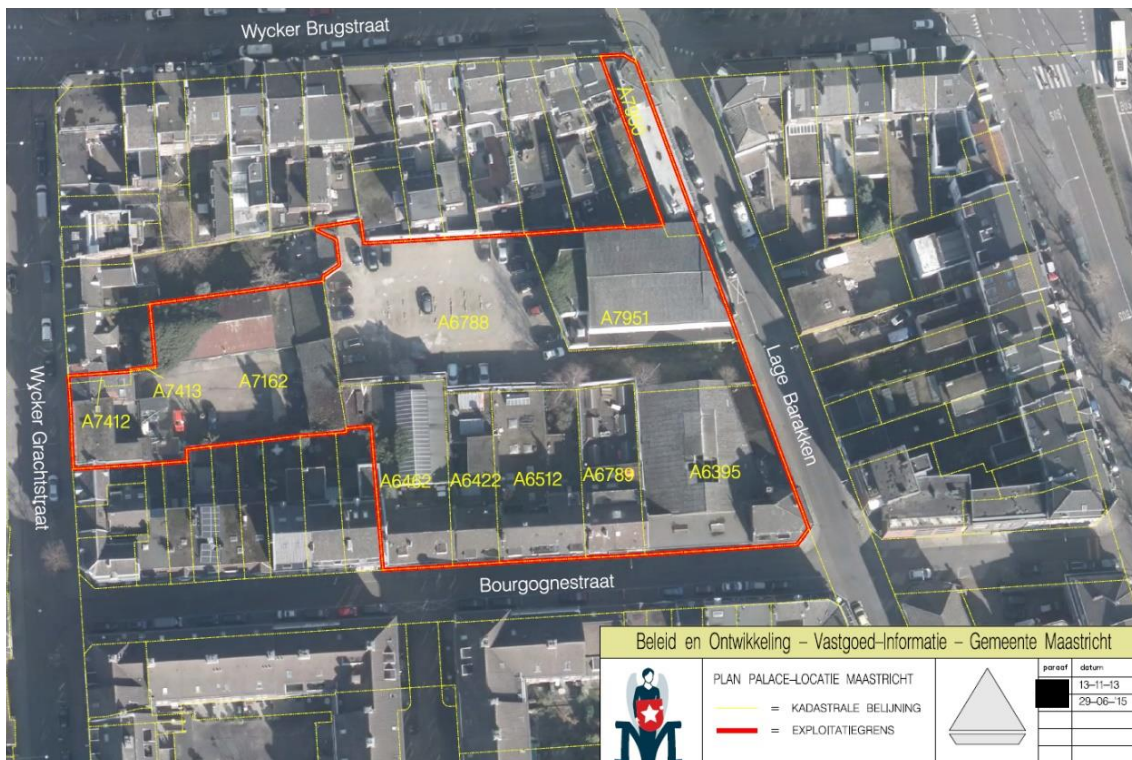 Wycker Brugstraat
A6788
A7951
A7162
A7413
A7412
A6462
A6422
A6512
A6789
A6395
Wycker Grachtstraat
Lage Barakken
Bourgognestraat
Beleid en Ontwikkeling – Vastgoed–Informatie – Gemeente Maastricht
PLAN PALACE–LOCATIE MAASTRICHT
= KADASTRALE BELIJNING
= EXPLOITATIEGRENS
paraaf datum
13–11–13
29–06–'15